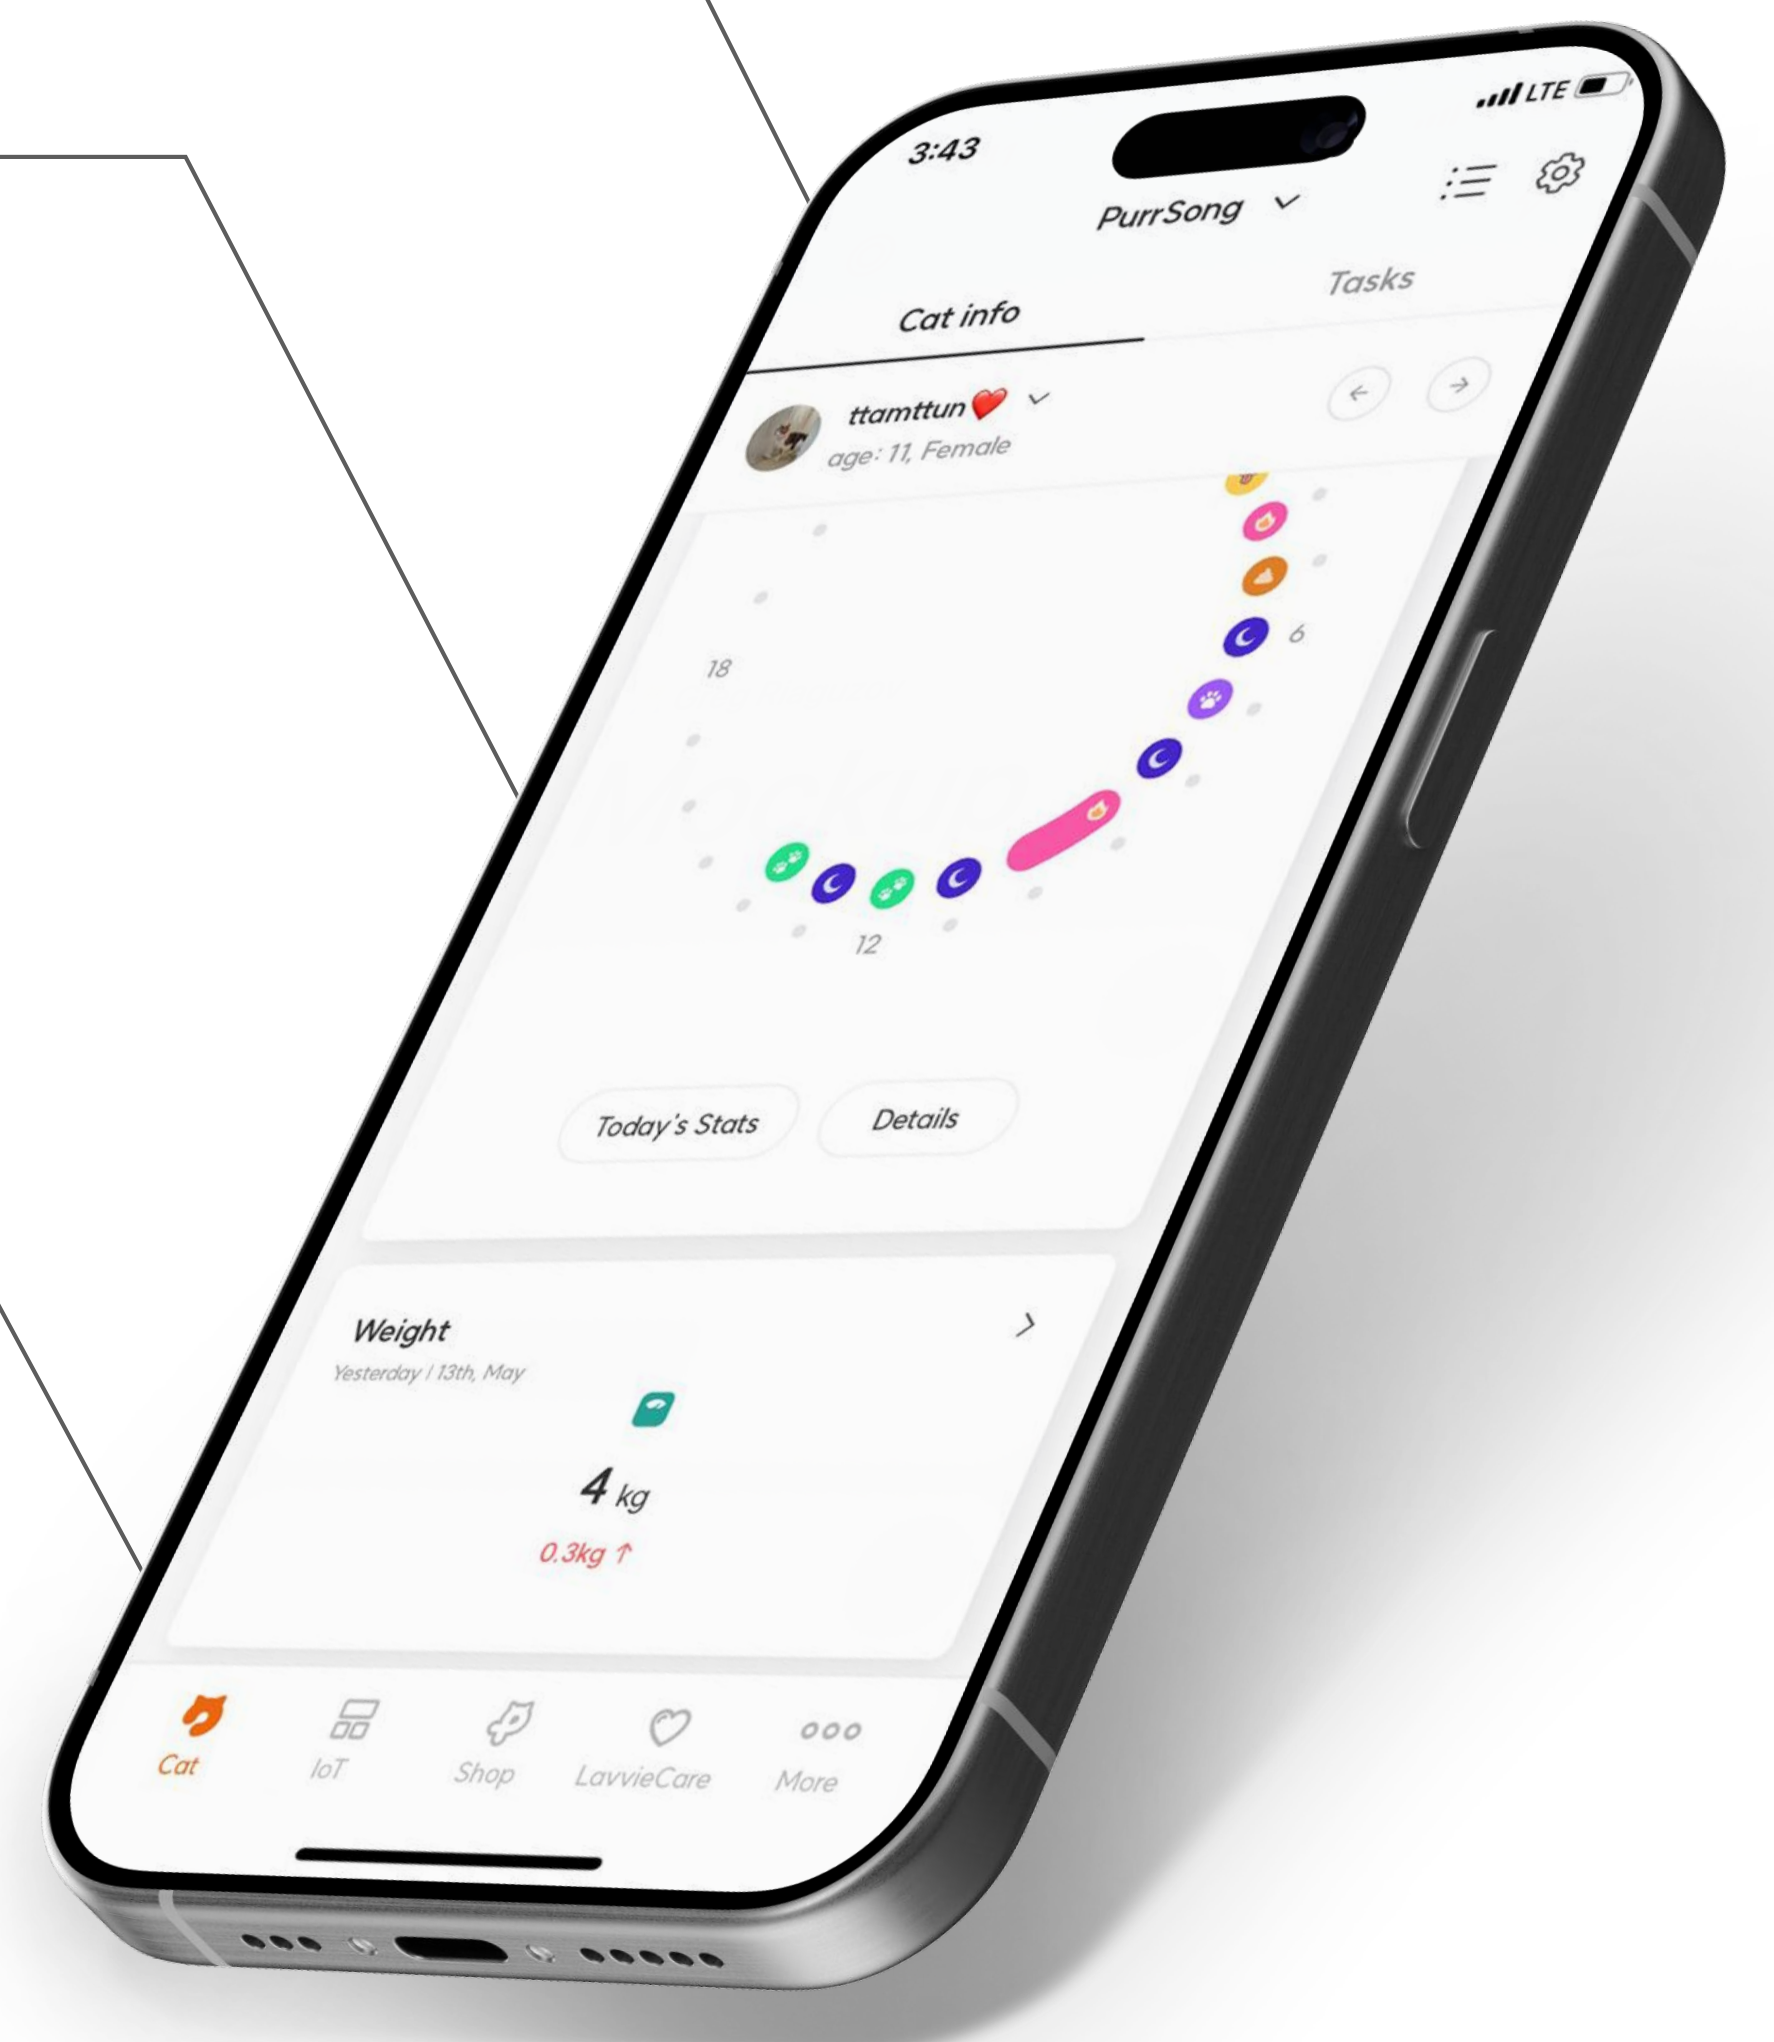 3:43
LTE
PurrSong
Cat info
Tasks
ttamttun❤️
age: 11, Female
6
18
12
Today's Stats
Details
Weight
Yesterday / 13th, May
4 kg
0.3kg ↑
Cat
IoT
Shop
LavvieCare
More